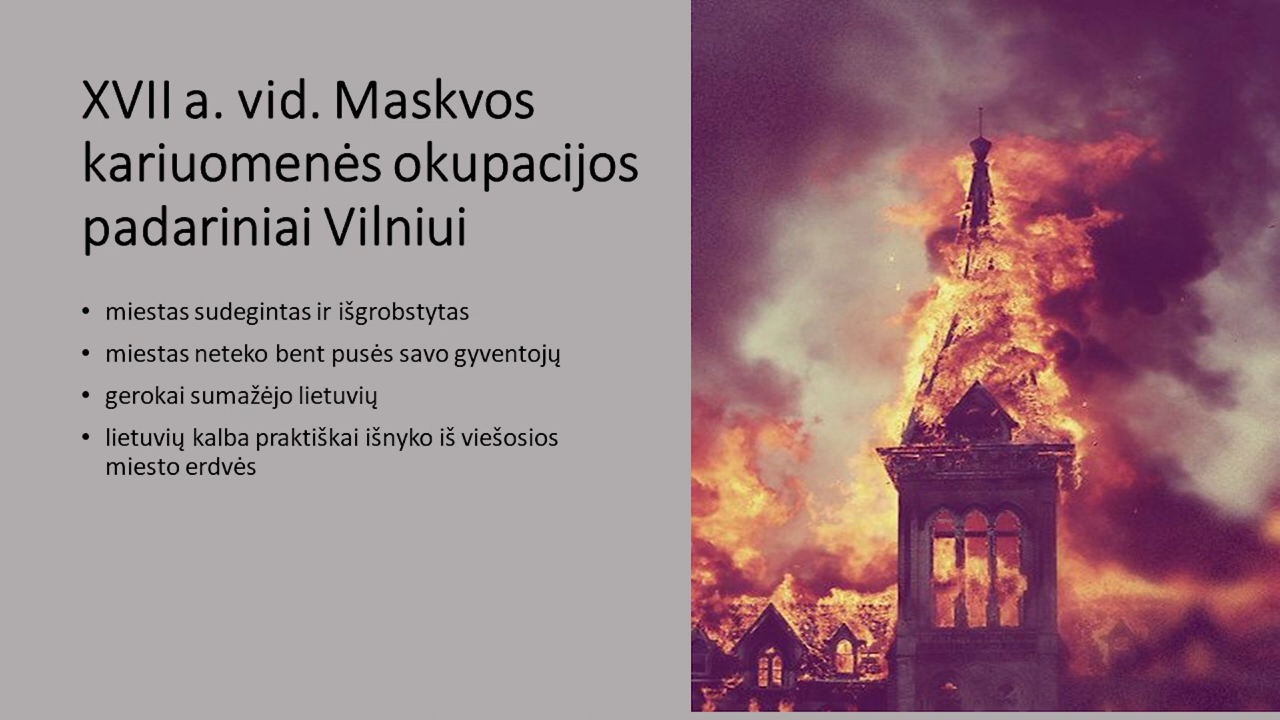 XVII a. vid. Maskvos
kariuomenės okupacijos
padariniai Vilniui
• miestas sudegintas ir išgrobstytas
• miestas neteko bent pusės savo gyventojų
• gerokai sumažėjo lietuvių
• lietuvių kalba praktiškai išnyko iš viešosios
miesto erdvės